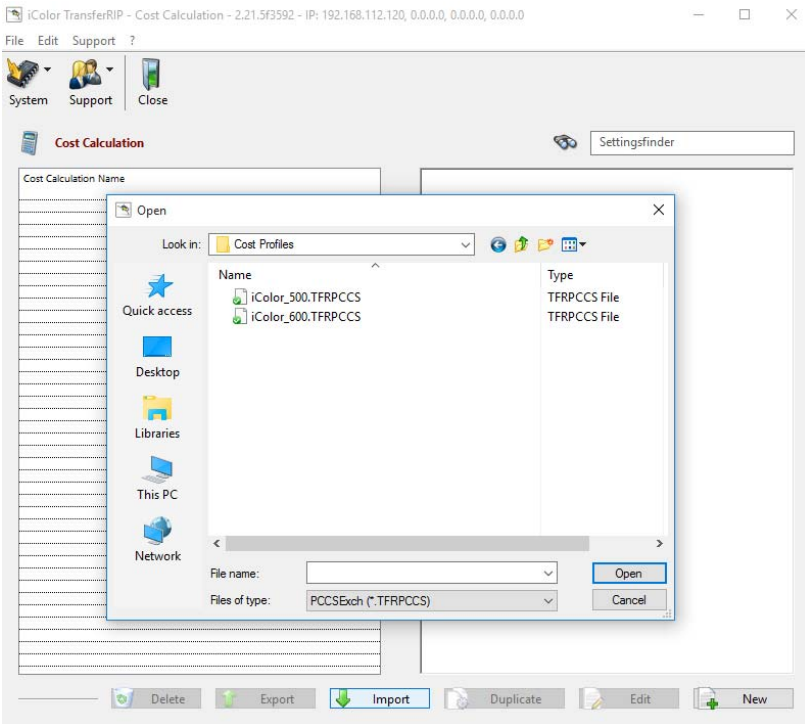 iColor TransferRIP - Cost Calculation - 2.21.5f3592 - IP: 192.168.112.120, 0.0.0.0, 0.0.0.0, 0.0.0.0
File Edit Support ?
System Support Close
Cost Calculation
Settingsfinder
Cost Calculation Name
Open
Look in: Cost Profiles
Name Type
iColor_500.TFRPCCS TFRPCCS File
iColor_600.TFRPCCS TFRPCCS File
Quick access
Desktop
Libraries
This PC
Network
File name: Open
Files of type: PCCSExch (*.TFRPCCS) Cancel
Delete Export Import Duplicate Edit New